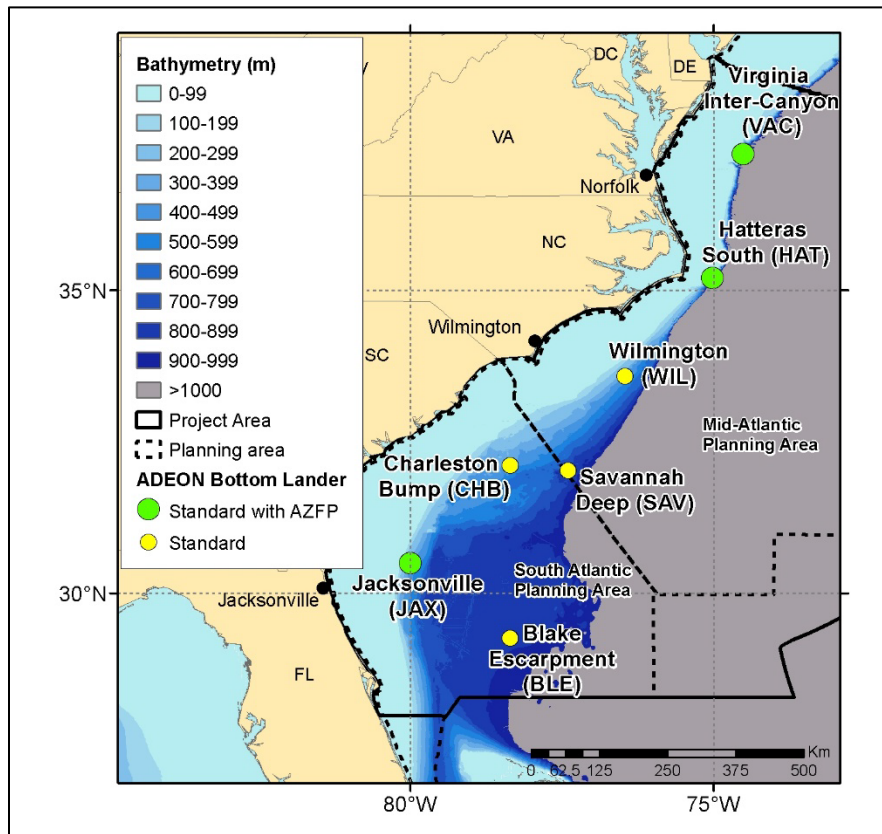 Bathymetry (m)
0-99
100-199
200-299
300-399
400-499
500-599
600-699
700-799
800-899
900-999
>1000
Project Area
Planning area
ADEON Bottom Lander
Standard with AZFP
Standard
DC
DE
VA
NC
SC
FL
Norfolk
Wilmington
Jacksonville
Virginia
Inter-Canyon
(VAC)
Hatteras
South (HAT)
Wilmington
(WIL)
Mid-Atlantic
Planning Area
Charleston
Bump (CHB)
Savannah
Deep (SAV)
South Atlantic
Planning Area
Jacksonville
(JAX)
Blake
Escarpment
(BLE)
35°N
30°N
Km
0 62.5 125 250 375 500
80°W
75°W